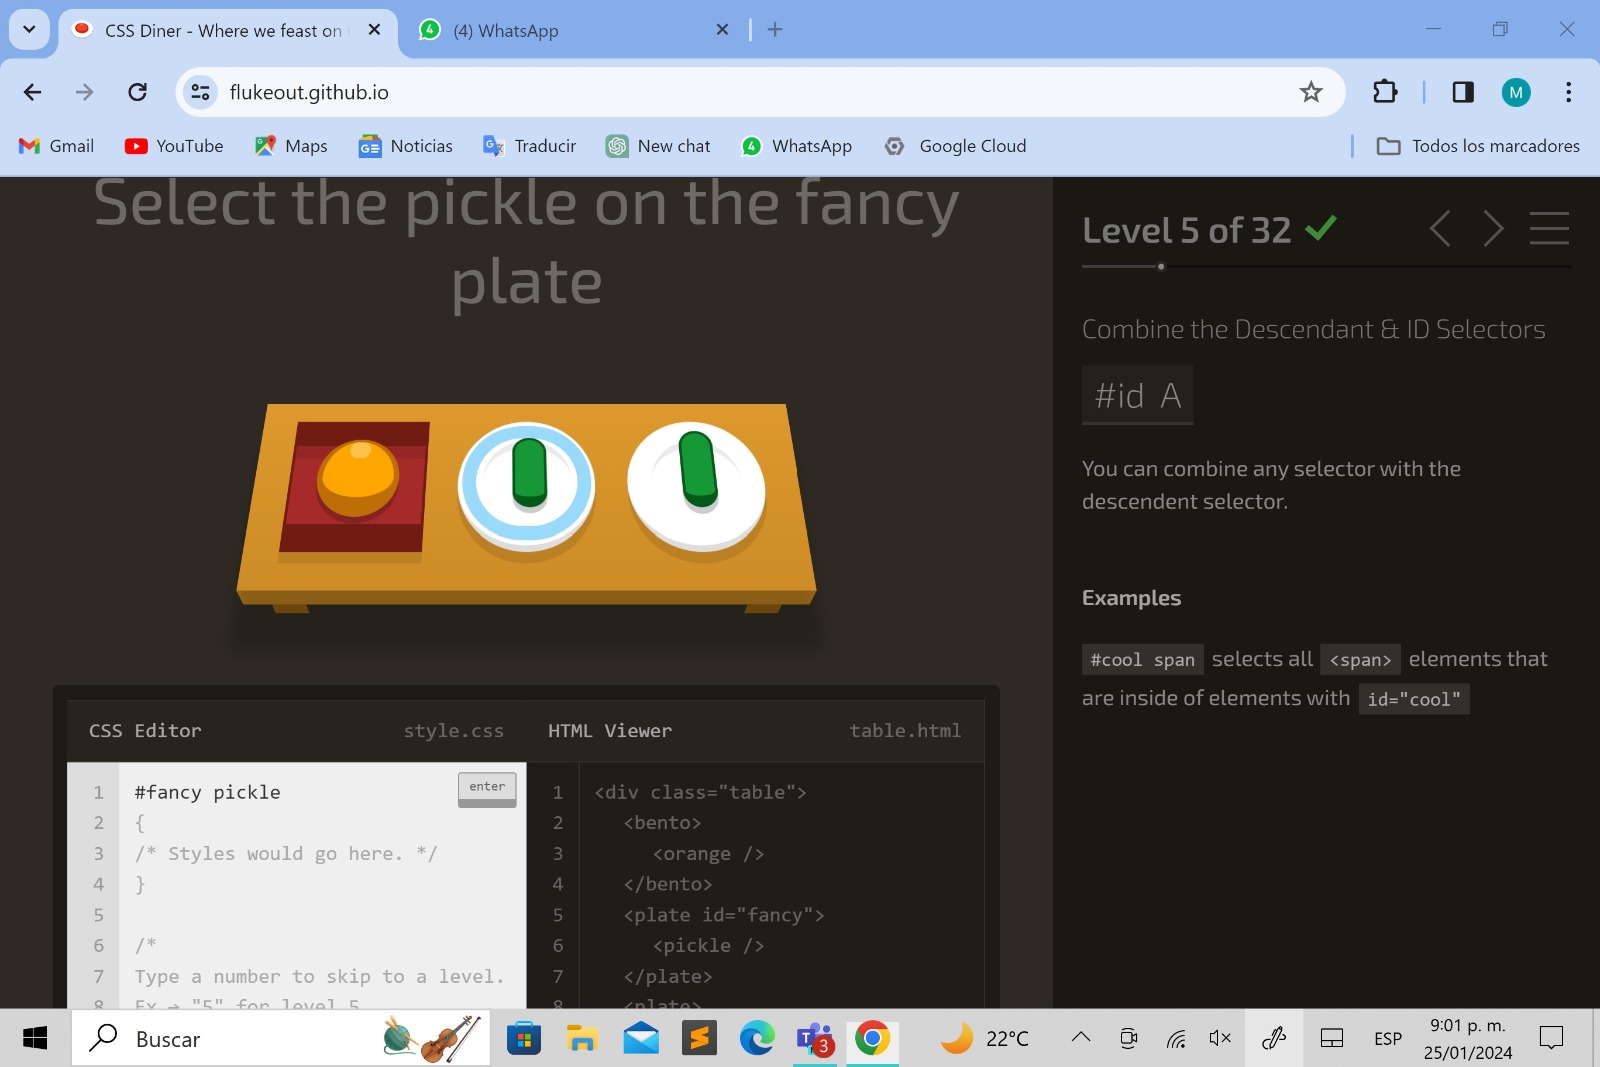 CSS Diner - Where we feast on
(4) WhatsApp
flukeout.github.io
M
Gmail
YouTube
Maps
Noticias
Traducir
New chat
WhatsApp
Google Cloud
Todos los marcadores
Select the pickle on the fancy
plate
Level 5 of 32
Combine the Descendant & ID Selectors
#id A
You can combine any selector with the
descendent selector.
Examples
#cool span selects all <span> elements that
are inside of elements with id="cool"
CSS Editor style.css
HTML Viewer table.html
1 #fancy pickle
enter
2 {
3 /* Styles would go here. */
4 }
5
6 /*
7 Type a number to skip to a level.
8 Ex → "5" for level 5
1 <div class="table">
2 <bento>
3 <orange />
4 </bento>
5 <plate id="fancy">
6 <pickle />
7 </plate>
8 <plate>
Buscar
3
22°C
ESP
9:01 p. m.
25/01/2024